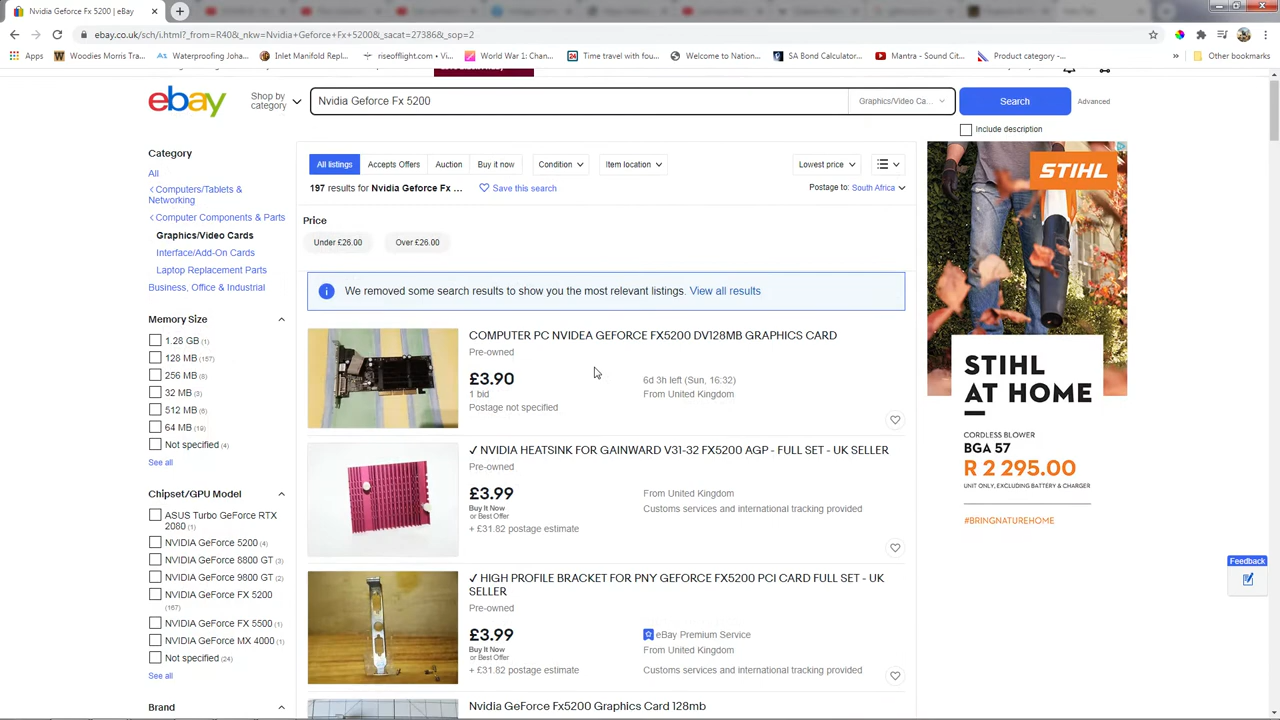 Nvidia Geforce Fx 5200 | eBay
ebay.co.uk/sch/i.html?_from=R40&_nkw=Nvidia+Geforce+Fx+5200&_sacat=27386&_sop=2
Apps
Woodies Morris Tra...
Waterproofing Joha...
Inlet Manifold Repl...
riseofflight.com -...
World War 1: Chan...
Time travel with fou...
Welcome to Nation...
SA Bond Calculator...
Mantra - Sound Cit...
Product category -...
»
Other bookmarks
ebay
Shop by
category
Nvidia Geforce Fx 5200
Graphics/Video Ca...
Search
Advanced
Include description
Category
All
Computers/Tablets &
Networking
Computer Components & Parts
Graphics/Video Cards
Interface/Add-On Cards
Laptop Replacement Parts
Business, Office & Industrial
Memory Size
1.28 GB (1)
128 MB (157)
256 MB (8)
32 MB (3)
512 MB (6)
64 MB (19)
Not specified (4)
See all
Chipset/GPU Model
ASUS Turbo GeForce RTX
2080 (1)
NVIDIA GeForce 5200 (4)
NVIDIA GeForce 8800 GT (3)
NVIDIA GeForce 9800 GT (2)
NVIDIA GeForce FX 5200
(167)
NVIDIA GeForce FX 5500 (1)
NVIDIA GeForce MX 4000 (1)
Not specified (24)
See all
Brand
All listings
Accepts Offers
Auction
Buy it now
Condition
Item location
Lowest price
197 results for Nvidia Geforce Fx ...
Save this search
Postage to: South Africa
Price
Under £26.00
Over £26.00
We removed some search results to show you the most relevant listings. View all results
COMPUTER PC NVIDEA GEFORCE FX5200 DV128MB GRAPHICS CARD
Pre-owned
£3.90
1 bid
Postage not specified
6d 3h left (Sun, 16:32)
From United Kingdom
✓ NVIDIA HEATSINK FOR GAINWARD V31-32 FX5200 AGP - FULL SET - UK SELLER
Pre-owned
£3.99
Buy It Now
or Best Offer
+ £31.82 postage estimate
From United Kingdom
Customs services and international tracking provided
✓ HIGH PROFILE BRACKET FOR PNY GEFORCE FX5200 PCI CARD FULL SET - UK
SELLER
Pre-owned
£3.99
Buy It Now
or Best Offer
+ £31.82 postage estimate
eBay Premium Service
From United Kingdom
Customs services and international tracking provided
Nvidia GeForce Fx5200 Graphics Card 128mb
STIHL
STIHL
AT HOME
CORDLESS BLOWER
BGA 57
R 2 295.00
UNIT ONLY, EXCLUDING BATTERY & CHARGER
#BRINGNATUREHOME
Feedback